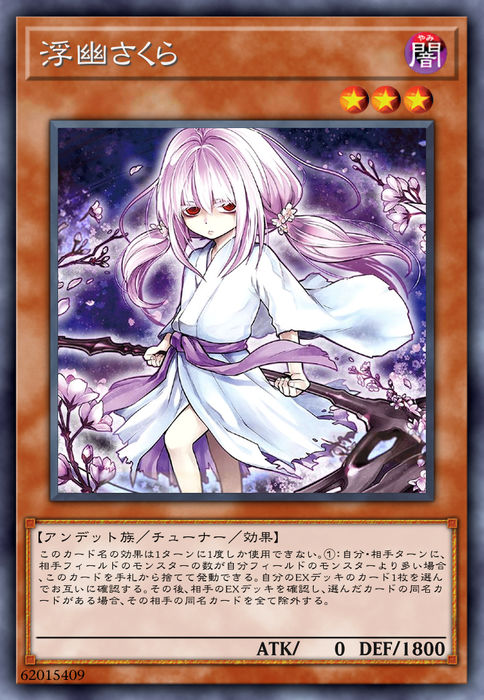 浮幽さくら
やみ
闇
【アンデット族／チューナー／効果】
このカード名の効果は1ターンに1度しか使用できない。①：自分・相手ターンに、
相手フィールドのモンスターの数が自分フィールドのモンスターより多い場合
、このカードを手札から捨てて発動できる。自分のEXデッキのカード1枚を選ん
でお互いに確認する。その後、相手のEXデッキを確認し、選んだカードの同名カ
ードがある場合、その相手の同名カードを全て除外する。
ATK/ 0 DEF/1800
62015409